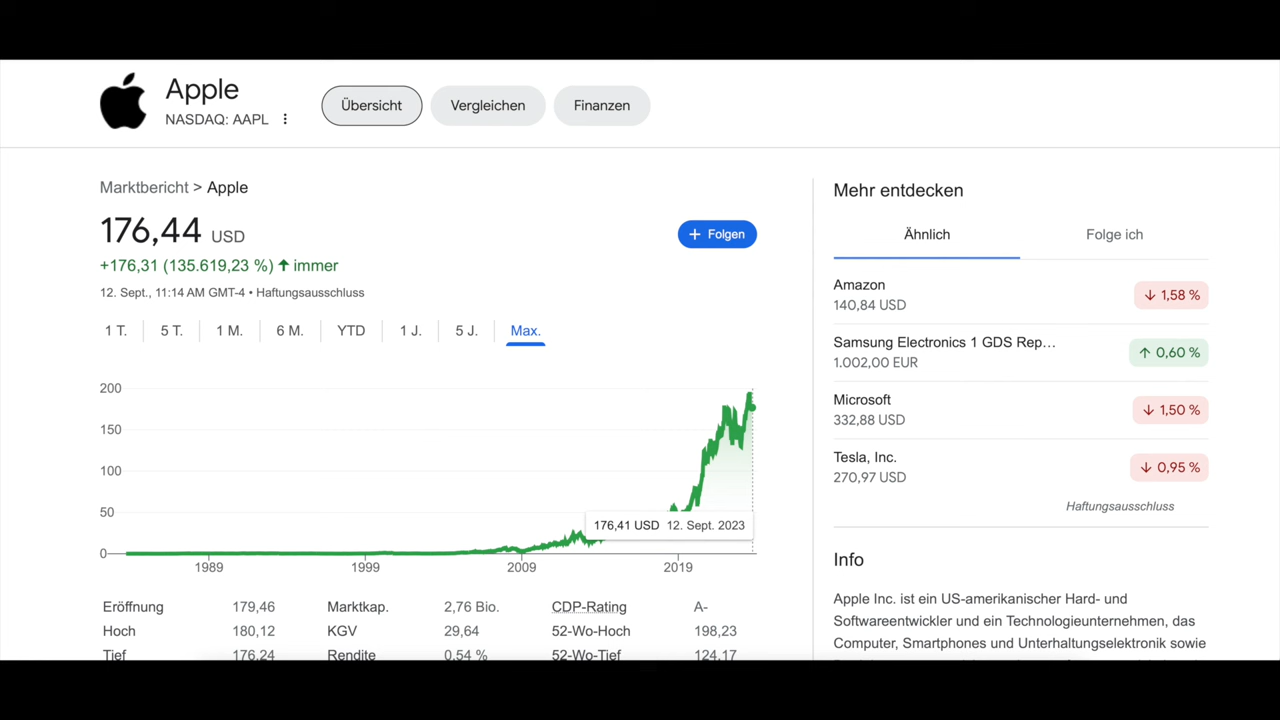 Apple
NASDAQ: AAPL
Übersicht
Vergleichen
Finanzen
Marktbericht > Apple
176,44 USD
+ Folgen
+176,31 (135.619,23 %) ↑ immer
12. Sept., 11:14 AM GMT-4 • Haftungsausschluss
1 T.
5 T.
1 M.
6 M.
YTD
1 J.
5 J.
Max.
200
150
100
50
0
176,41 USD 12. Sept. 2023
1989
1999
2009
2019
Eröffnung 179,46 Marktkap. 2,76 Bio. CDP-Rating A-
Hoch 180,12 KGV 29,64 52-Wo-Hoch 198,23
Tief 176,24 Rendite 0,54 % 52-Wo-Tief 124,17
Mehr entdecken
Ähnlich
Folge ich
Amazon
140,84 USD
↓ 1,58 %
Samsung Electronics 1 GDS Rep…
1.002,00 EUR
↑ 0,60 %
Microsoft
332,88 USD
↓ 1,50 %
Tesla, Inc.
270,97 USD
↓ 0,95 %
Haftungsausschluss
Info
Apple Inc. ist ein US-amerikanischer Hard- und
Softwareentwickler und ein Technologieunternehmen, das
Computer, Smartphones und Unterhaltungselektronik sowie